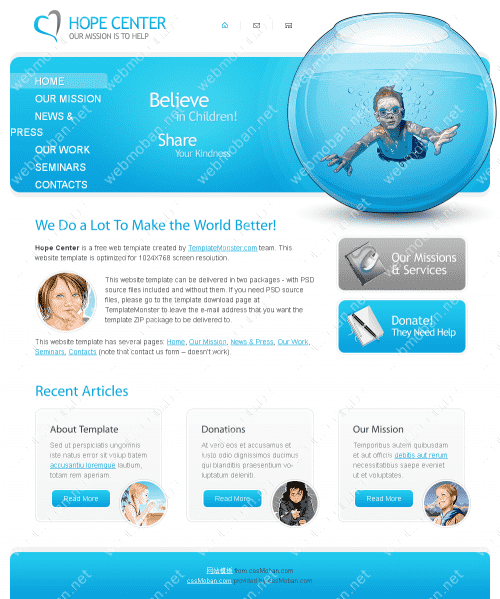 HOPE CENTER
OUR MISSION IS TO HELP
HOME
OUR MISSION
NEWS &
PRESS
OUR WORK
SEMINARS
CONTACTS
Believe
in Children!
Share
Your Kindness
We Do a Lot To Make the World Better!
Hope Center is a free web template created by TemplateMonster.com team. This
website template is optimized for 1024X768 screen resolution.
This website template can be delivered in two packages - with PSD
source files included and without them. If you need PSD source
files, please go to the template download page at
TemplateMonster to leave the e-mail address that you want the
template ZIP package to be delivered to.
This website template has several pages: Home, Our Mission, News & Press, Our Work,
Seminars, Contacts (note that contact us form – doesn't work).
Our Missions
& Services
Donate!
They Need Help
Recent Articles
About Template
Sed ut perspiciatis ungomnis
iste natus error sit volup batem
accusantiu loremque lautium,
totam rem aperiam.
Read More
Donations
At vero eos et accusamus et
iusto odio dignissimos ducimus
qui blanditiis praesentium vo-
luptatum deleniti
Read More
Our Mission
Temporibus autem quibusdam
et aut officiis debitis aut rerum
necessitatibus saepe eveniet
ut et voluptates.
Read More
网站模板 from cssMoban.com
cssMoban.com provided by cssMoban.com
webmoban.net